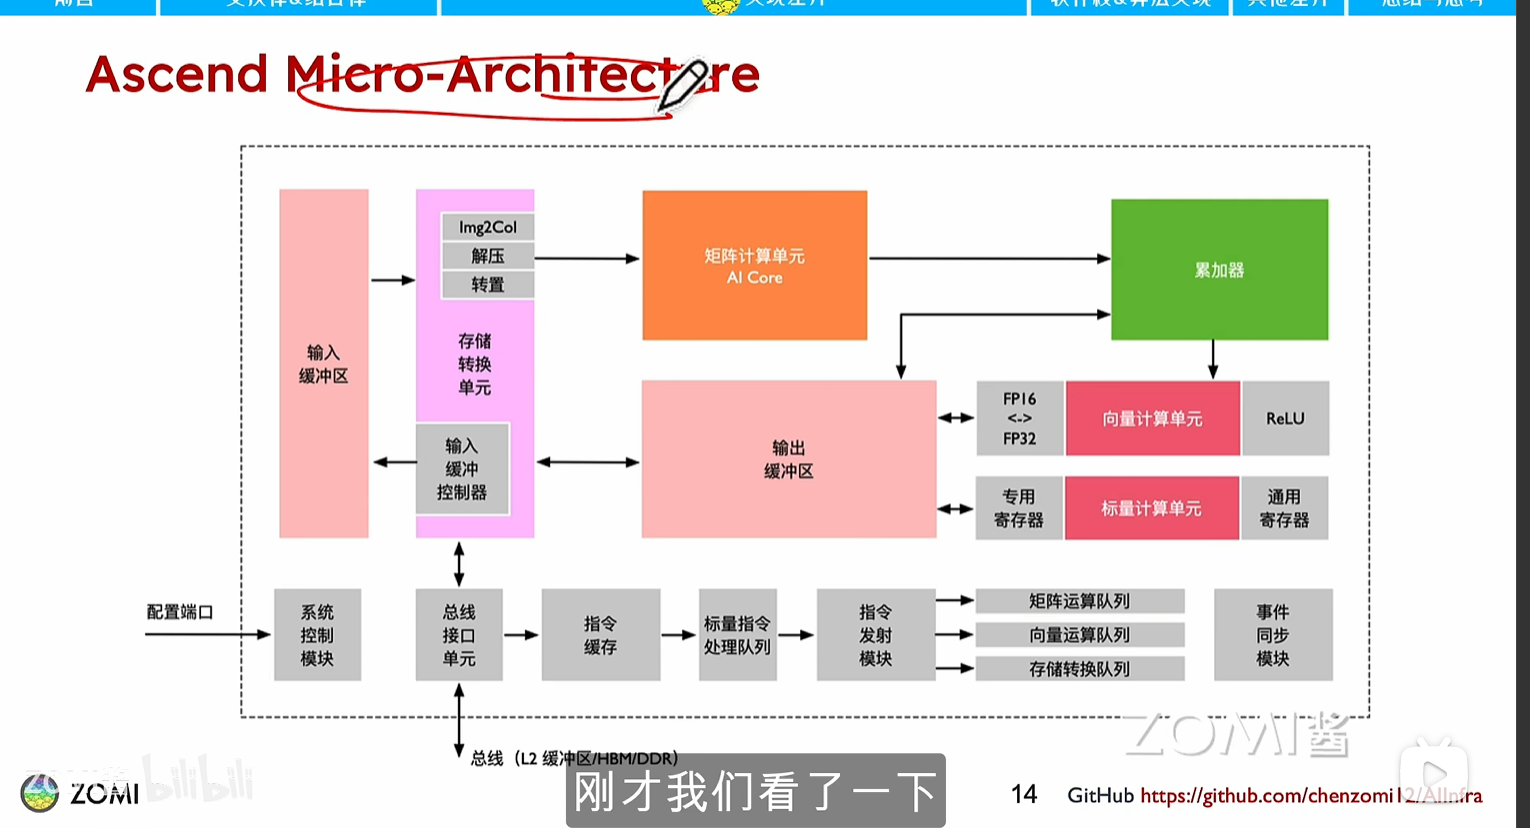 Ascend Micro-Architecture
Img2Col
解压
转置
存储
转换
单元
输入
缓冲区
输入
缓冲
控制器
矩阵计算单元
AI Core
累加器
输出
缓冲区
FP16
<->
FP32
向量计算单元
ReLU
专用
寄存器
标量计算单元
通用
寄存器
配置端口
系统
控制
模块
总线
接口
单元
指令
缓存
标量指令
处理队列
指令
发射
模块
矩阵运算队列
向量运算队列
存储转换队列
事件
同步
模块
总线（L2 缓冲区/HBM/DDR）
ZOMI酱
ZOMI酱 bilibili
ZOMI
刚才我们看了一下
14
GitHub https://github.com/chenzomi12/AIInfra